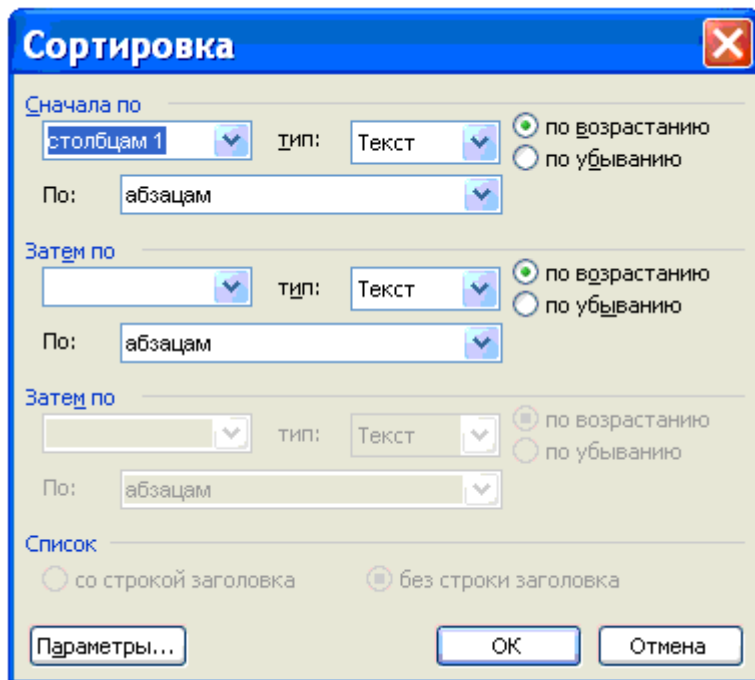 Сортировка
Сначала по
столбцам 1 тип: Текст по возрастанию
по убыванию
По: абзацам
Затем по
тип: Текст по возрастанию
по убыванию
По: абзацам
Затем по
тип: Текст по возрастанию
по убыванию
По: абзацам
Список
со строкой заголовка без строки заголовка
Параметры... ОК Отмена